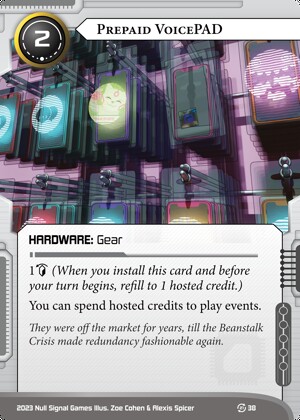 2
Prepaid VoicePAD
HARDWARE: Gear
1 (When you install this card and before
your turn begins, refill to 1 hosted credit.)
You can spend hosted credits to play events.
They were off the market for years, till the Beanstalk
Crisis made redundancy fashionable again.
2023 Null Signal Games Illus. Zoe Cohen & Alexis Spicer 38